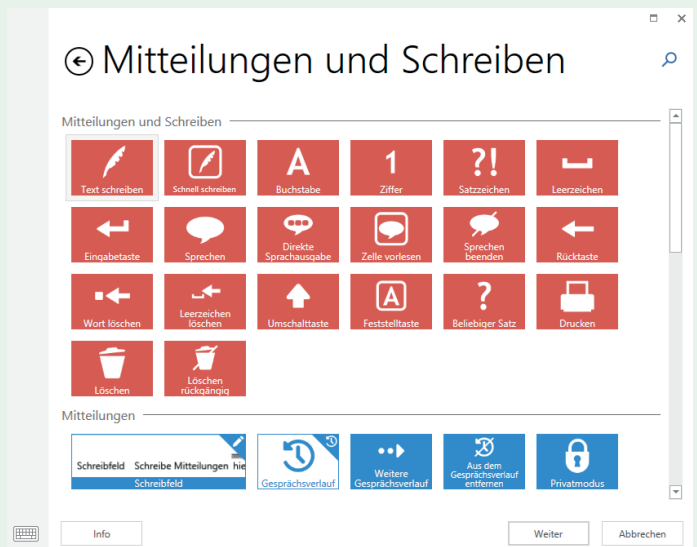 Mitteilungen und Schreiben
Mitteilungen und Schreiben
Text schreiben
Schnell schreiben
A
Buchstabe
1
Ziffer
?!
Satzzeichen
Leerzeichen
Eingabetaste
Sprechen
Direkte
Sprachausgabe
Zelle vorlesen
Sprechen
beenden
Rücktaste
Wort löschen
Leerzeichen
löschen
Umschalttaste
A
Feststelltaste
?
Beliebiger Satz
Drucken
Löschen
Löschen
rückgängig
Mitteilungen
Schreibfeld Schreibe Mitteilungen hie
Schreibfeld
Gesprächsverlauf
Weitere
Gesprächsverlauf
Aus dem
Gesprächsverlauf
entfernen
Privatmodus
Info
Weiter
Abbrechen